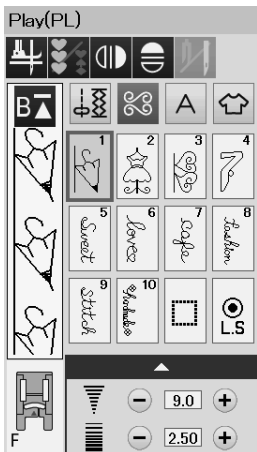 Play(PL)
B A
1 2 3 4
5 6 7 8
Sweet love Cafe Fashion
9 10
Stitch Handmade
L.S
9.0
F 2.50